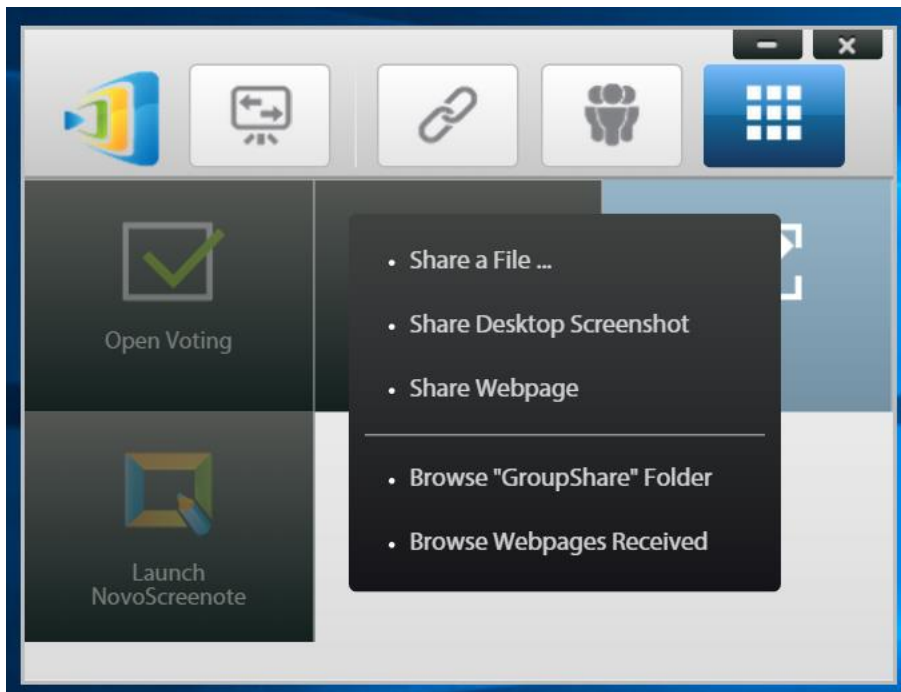 Open Voting
• Share a File ...
• Share Desktop Screenshot
• Share Webpage
• Browse "GroupShare" Folder
• Browse Webpages Received
Launch
NovoScreenote